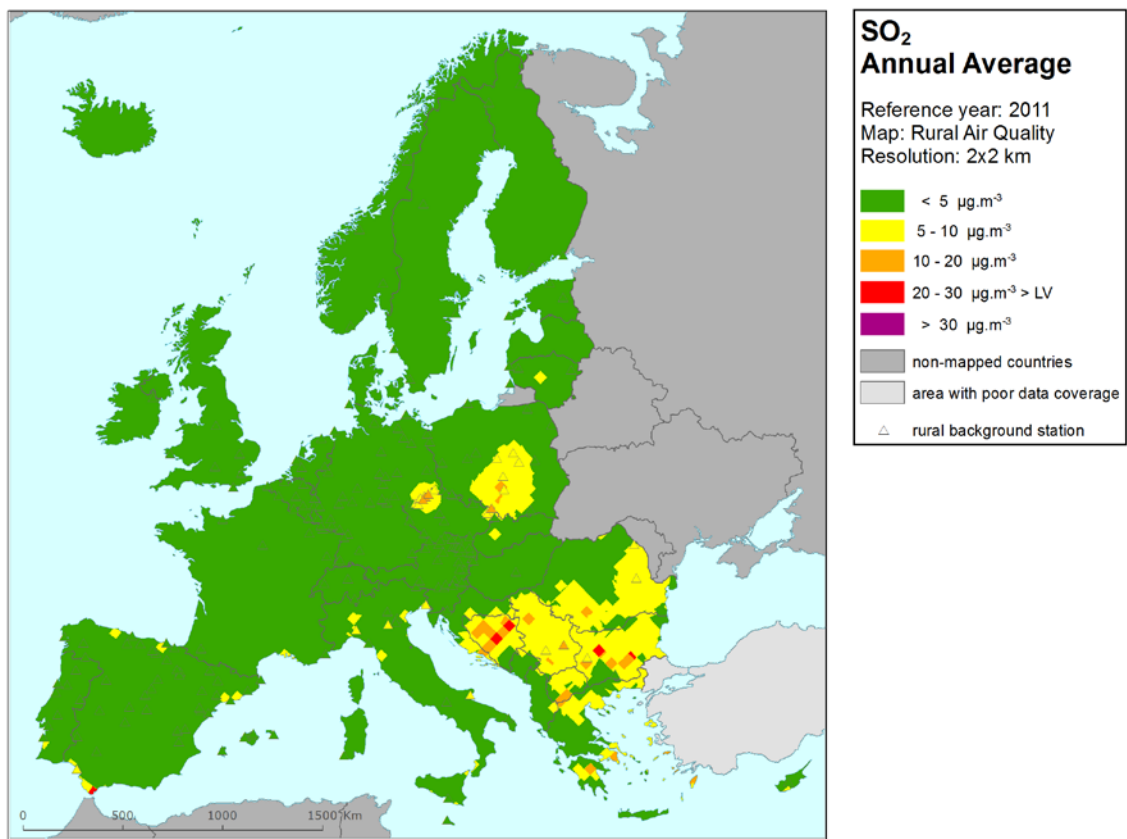 SO₂
Annual Average
Reference year: 2011
Map: Rural Air Quality
Resolution: 2x2 km
< 5 µg.m⁻³
5 - 10 µg.m⁻³
10 - 20 µg.m⁻³
20 - 30 µg.m⁻³ > LV
> 30 µg.m⁻³
non-mapped countries
area with poor data coverage
rural background station
0 500 1000 1500 Km